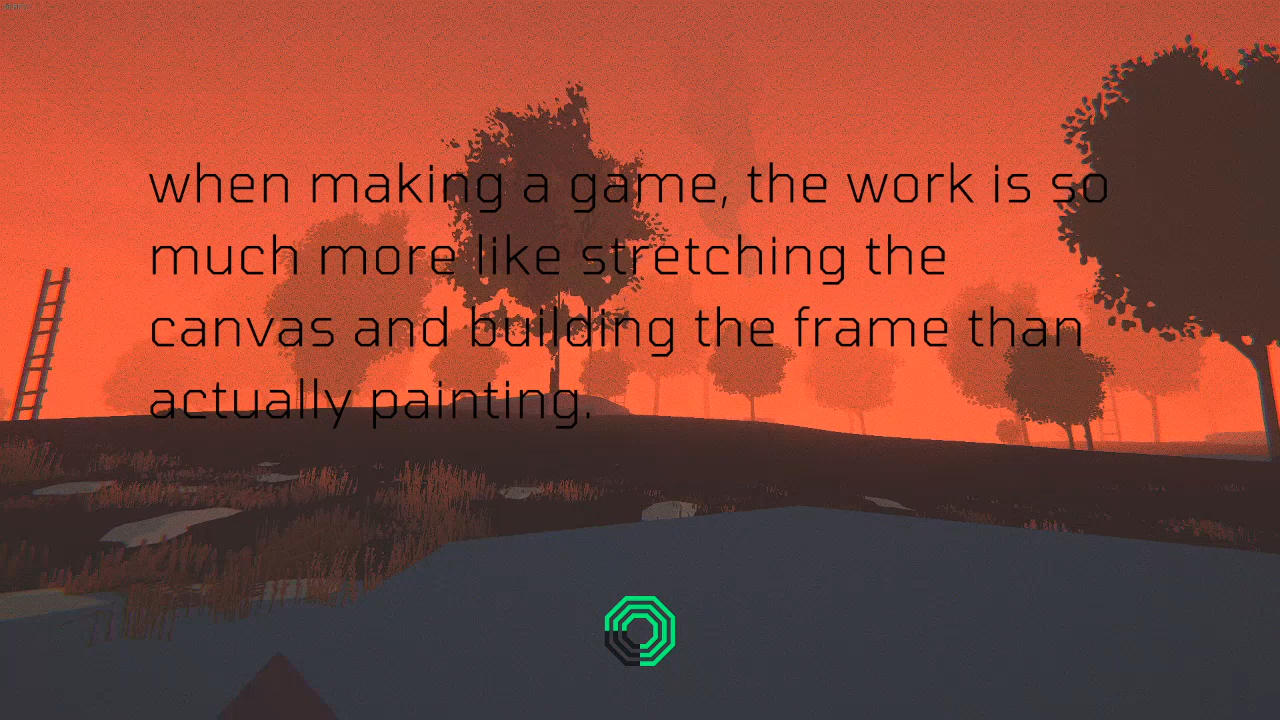 when making a game, the work is so
much more like stretching the
canvas and building the frame than
actually painting.